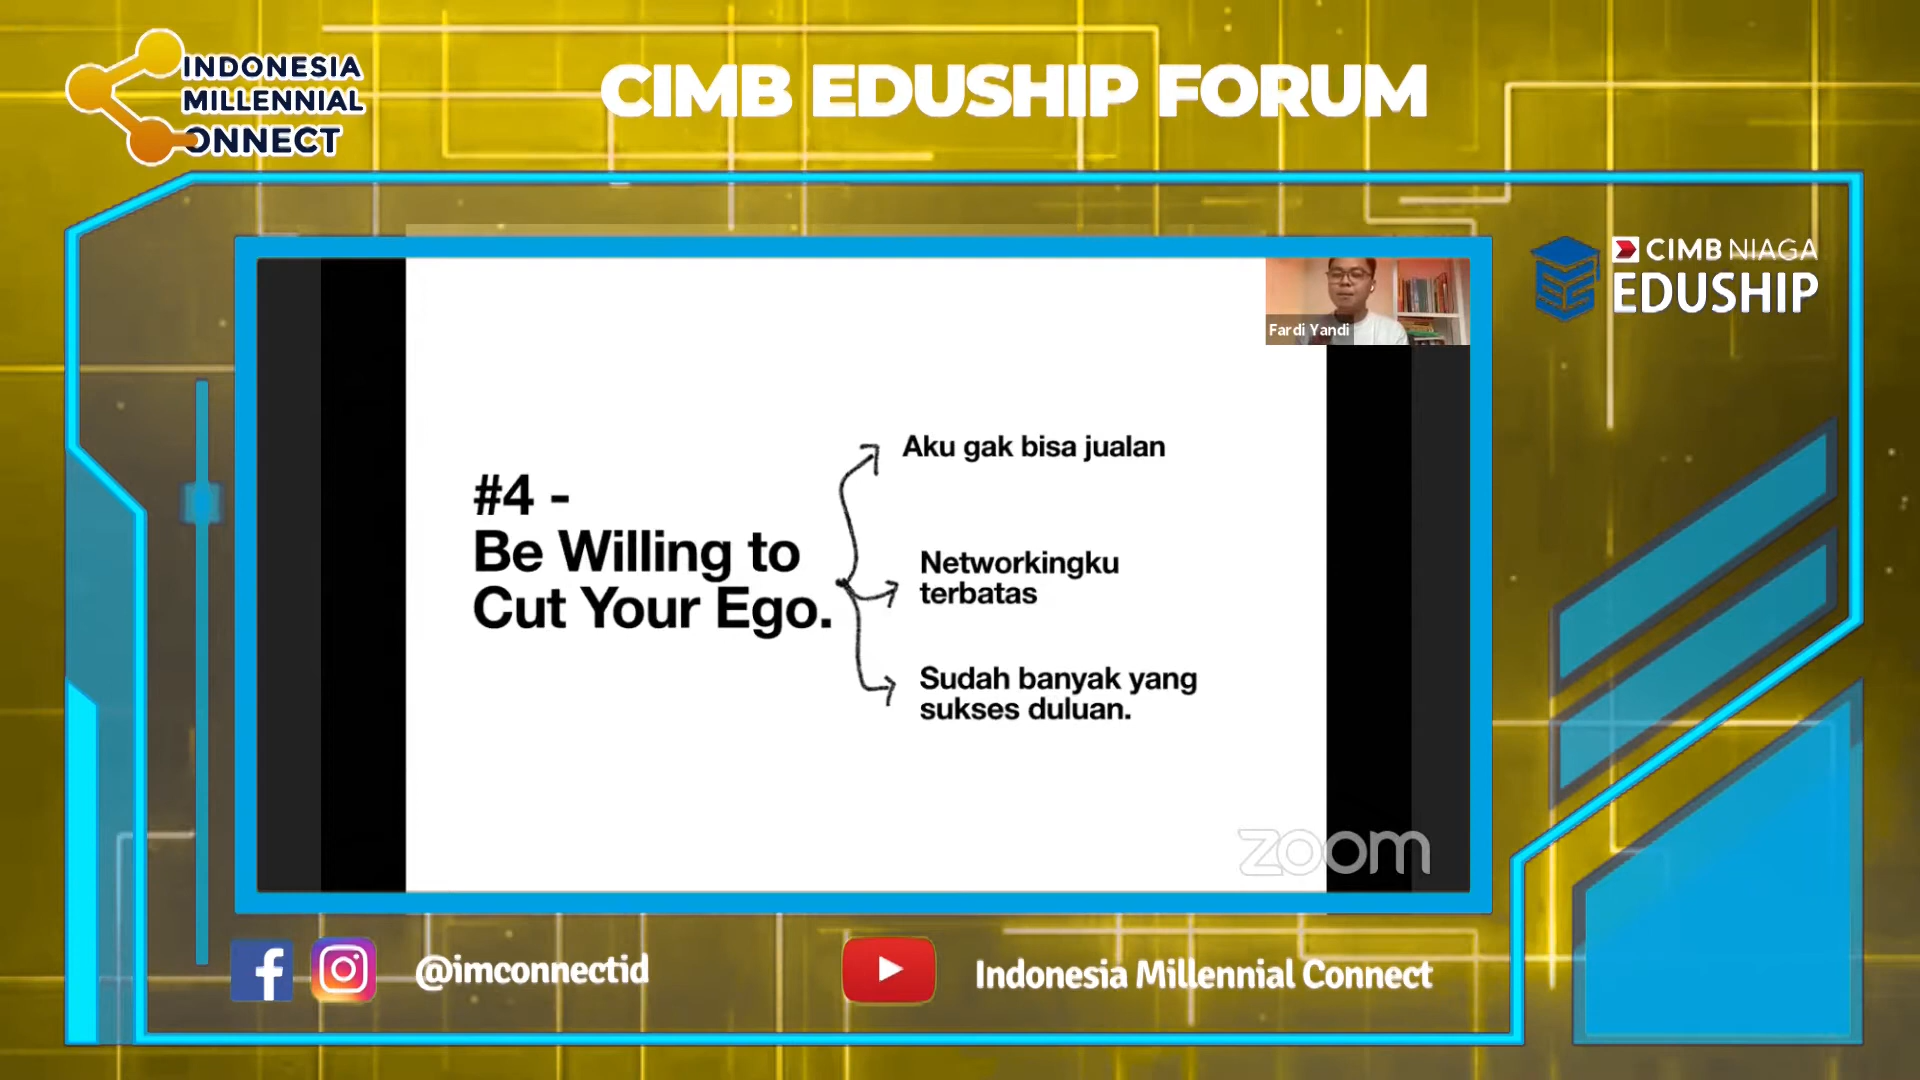 INDONESIA
MILLENNIAL
CONNECT
CIMB EDUSHIP FORUM
CIMB NIAGA
EDUSHIP
Fardi Yandi
#4 -
Be Willing to
Cut Your Ego.
Aku gak bisa jualan
Networkingku
terbatas
Sudah banyak yang
sukses duluan.
zoom
@imconnectid
Indonesia Millennial Connect